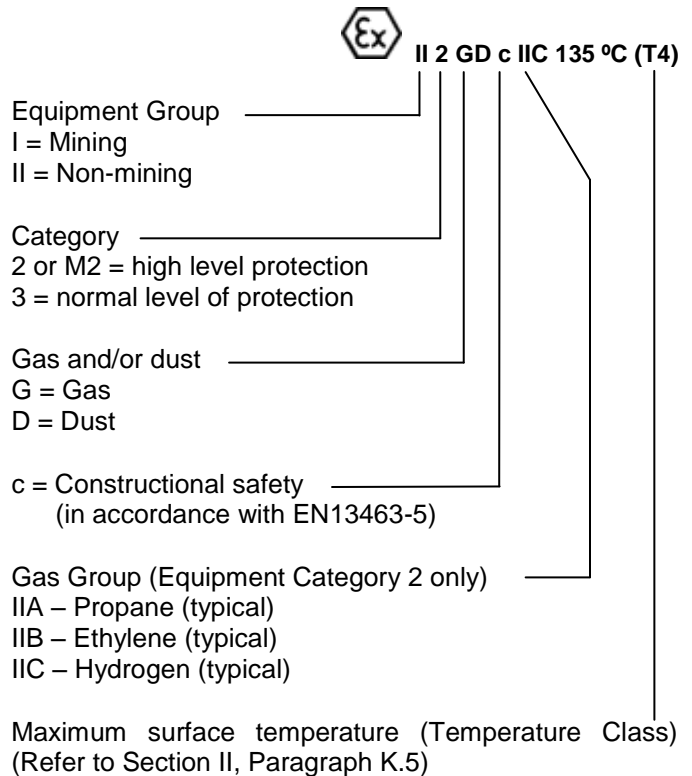 Ex
II 2 GD c IIC 135 ºC (T4)
Equipment Group
I = Mining
II = Non-mining
Category
2 or M2 = high level protection
3 = normal level of protection
Gas and/or dust
G = Gas
D = Dust
c = Constructional safety
(in accordance with EN13463-5)
Gas Group (Equipment Category 2 only)
IIA – Propane (typical)
IIB – Ethylene (typical)
IIC – Hydrogen (typical)
Maximum surface temperature (Temperature Class)
(Refer to Section II, Paragraph K.5)